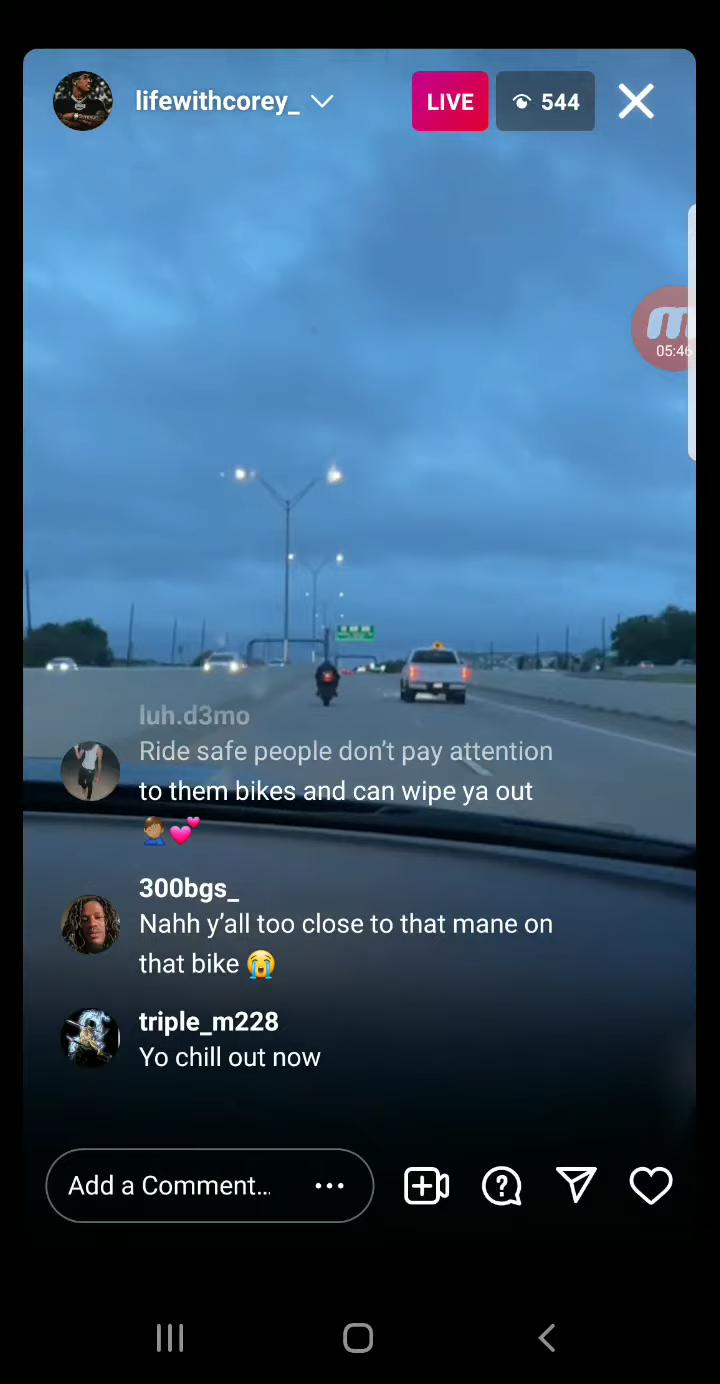 lifewithcorey_
LIVE
544
m
05:46
luh.d3mo
Ride safe people don't pay attention
to them bikes and can wipe ya out
🤦🏽‍♂️💕
300bgs_
Nahh y'all too close to that mane on
that bike 😭
triple_m228
Yo chill out now
Add a Comment...